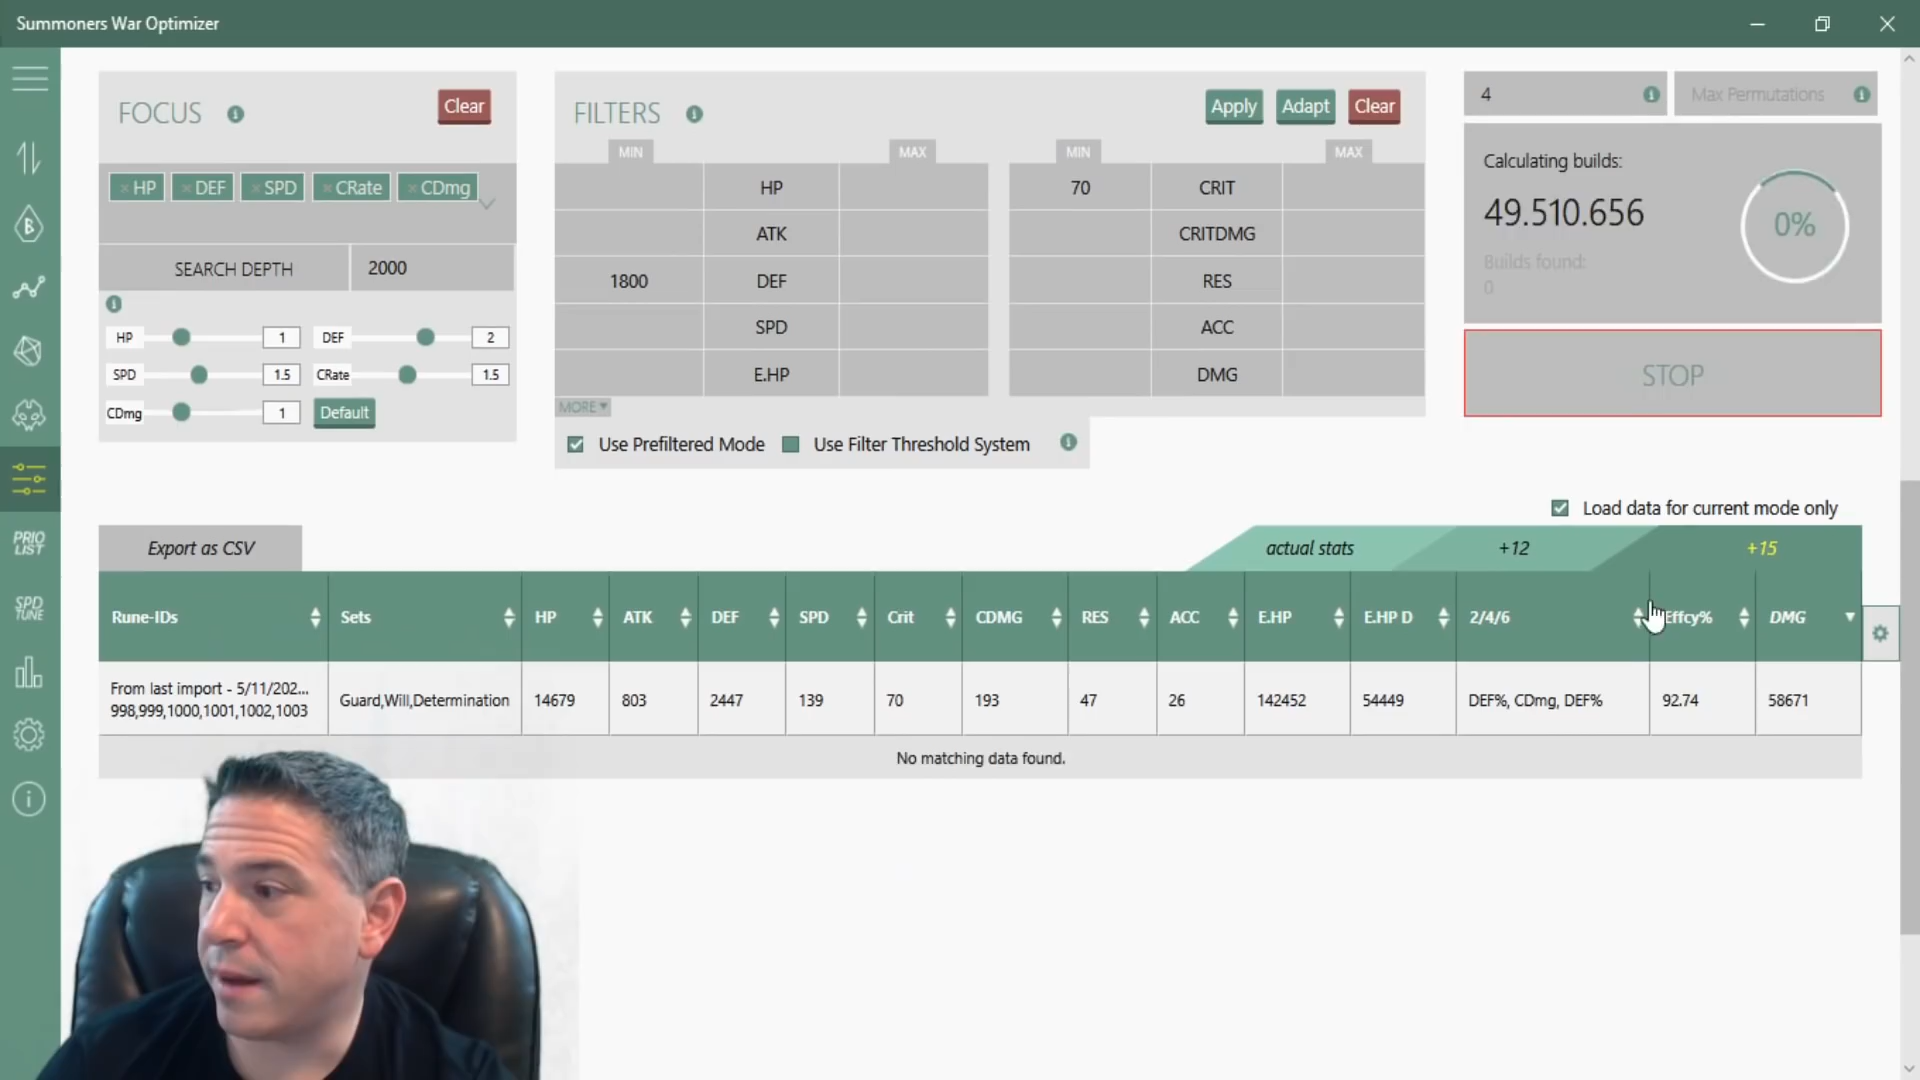 Summoners War Optimizer
FOCUS
Clear
× HP × DEF × SPD × CRate × CDmg
SEARCH DEPTH 2000
HP 1 DEF 2
SPD 1.5 CRate 1.5
CDmg 1 Default
FILTERS
Apply Adapt Clear
MIN MAX MIN MAX
HP 70 CRIT
ATK CRITDMG
1800 DEF RES
SPD ACC
E.HP DMG
MORE
Use Prefiltered Mode Use Filter Threshold System
4 Max Permutations
Calculating builds:
49.510.656
0%
Builds found:
0
STOP
PRIO
LIST
SPD
TUNE
Load data for current mode only
Export as CSV actual stats +12 +15
Rune-IDs Sets HP ATK DEF SPD Crit CDMG RES ACC E.HP E.HP D 2/4/6 Effcy% DMG
From last import - 5/11/202...
998,999,1000,1001,1002,1003 Guard,Will,Determination 14679 803 2447 139 70 193 47 26 142452 54449 DEF%, CDmg, DEF% 92.74 58671
No matching data found.